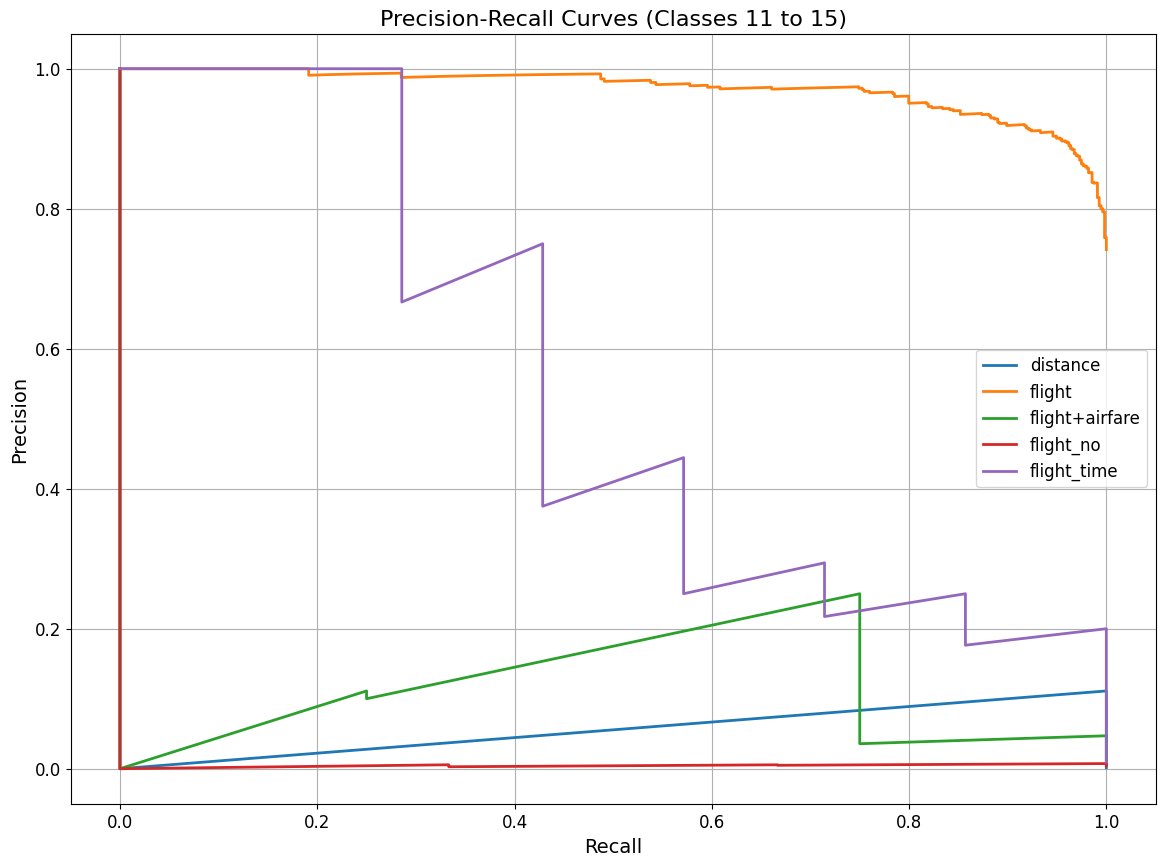 Precision-Recall Curves (Classes 11 to 15)
Precision
1.0
0.8
0.6
0.4
0.2
0.0
distance
flight
flight+airfare
flight_no
flight_time
0.0 0.2 0.4 0.6 0.8 1.0
Recall